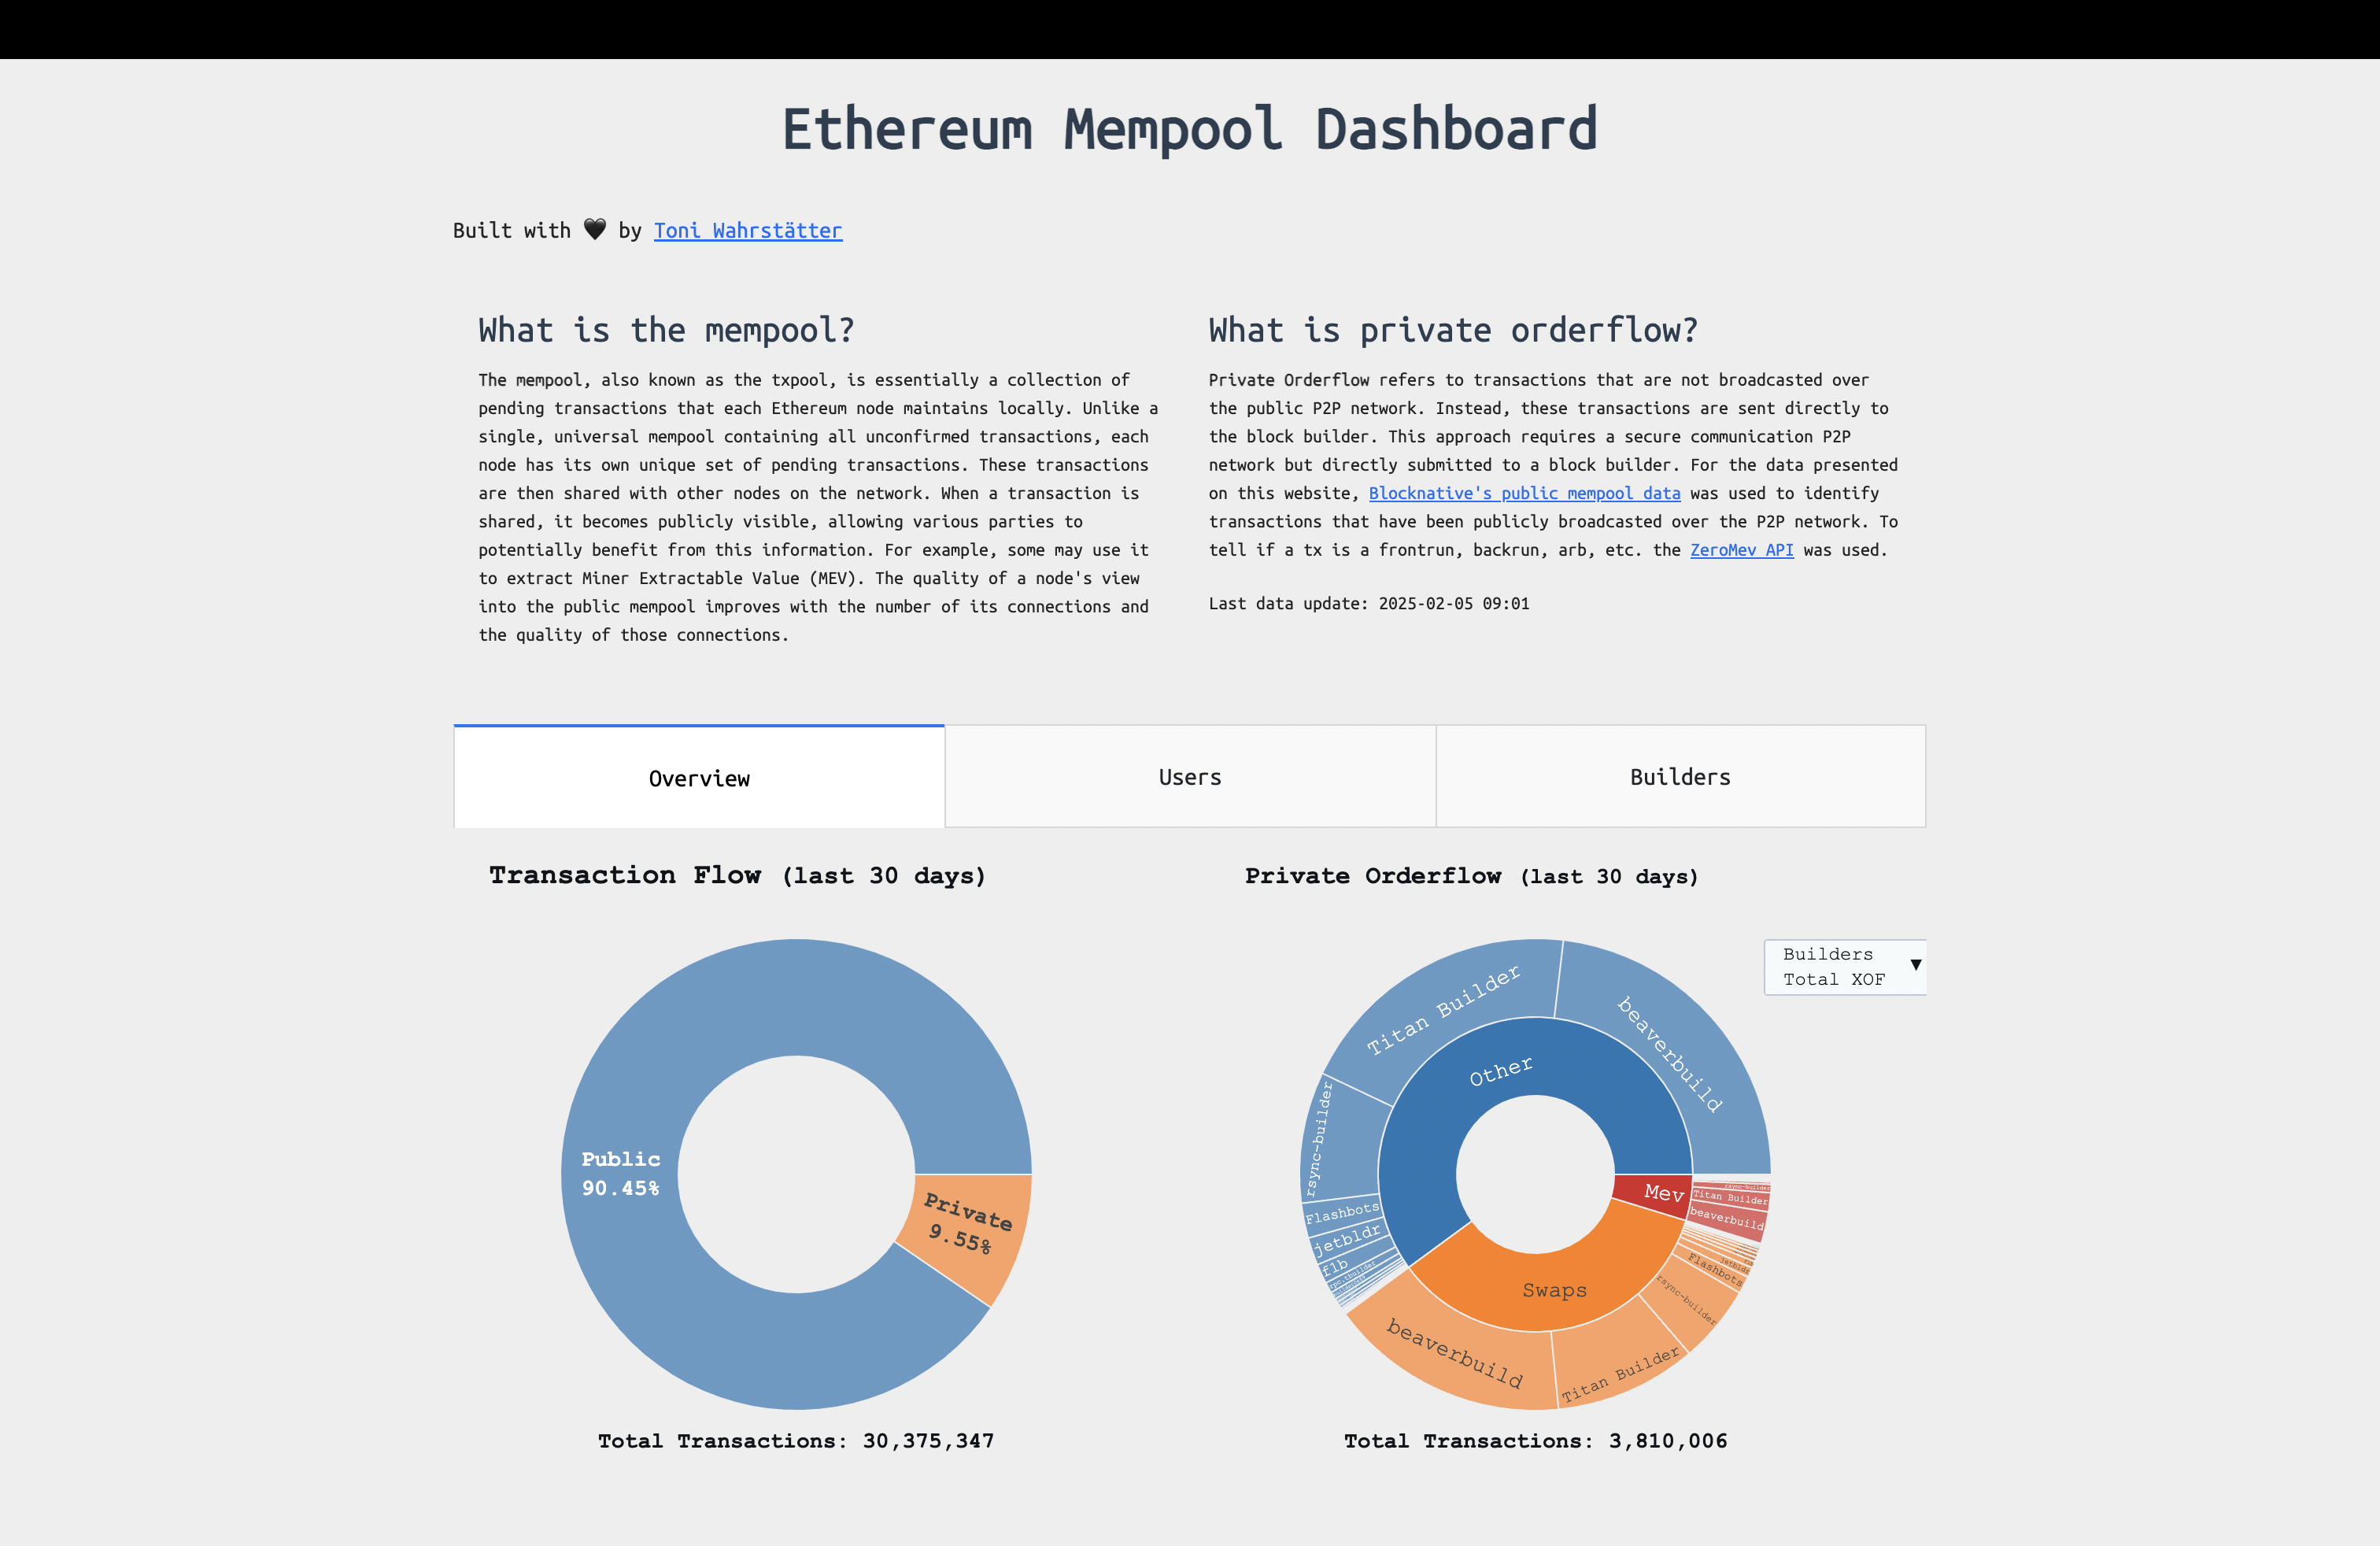 Ethereum Mempool Dashboard
Built with 🖤 by Toni Wahrstätter
What is the mempool?
The mempool, also known as the txpool, is essentially a collection of
pending transactions that each Ethereum node maintains locally. Unlike a
single, universal mempool containing all unconfirmed transactions, each
node has its own unique set of pending transactions. These transactions
are then shared with other nodes on the network. When a transaction is
shared, it becomes publicly visible, allowing various parties to
potentially benefit from this information. For example, some may use it
to extract Miner Extractable Value (MEV). The quality of a node's view
into the public mempool improves with the number of its connections and
the quality of those connections.
What is private orderflow?
Private Orderflow refers to transactions that are not broadcasted over
the public P2P network. Instead, these transactions are sent directly to
the block builder. This approach requires a secure communication P2P
network but directly submitted to a block builder. For the data presented
on this website, Blocknative's public mempool data was used to identify
transactions that have been publicly broadcasted over the P2P network. To
tell if a tx is a frontrun, backrun, arb, etc. the ZeroMev API was used.
Last data update: 2025-02-05 09:01
Overview
Users
Builders
Transaction Flow (last 30 days)
Public
90.45%
Private
9.55%
Total Transactions: 30,375,347
Private Orderflow (last 30 days)
Builders
Total XOF
▼
Other
beaverbuild
Titan Builder
rsync-builder
Flashbots
jetbldr
f1b
Swaps
beaverbuild
Titan Builder
rsync-builder
Flashbots
jetbldr
Mev
beaverbuild
Titan Builder
rsync-builder
Total Transactions: 3,810,006